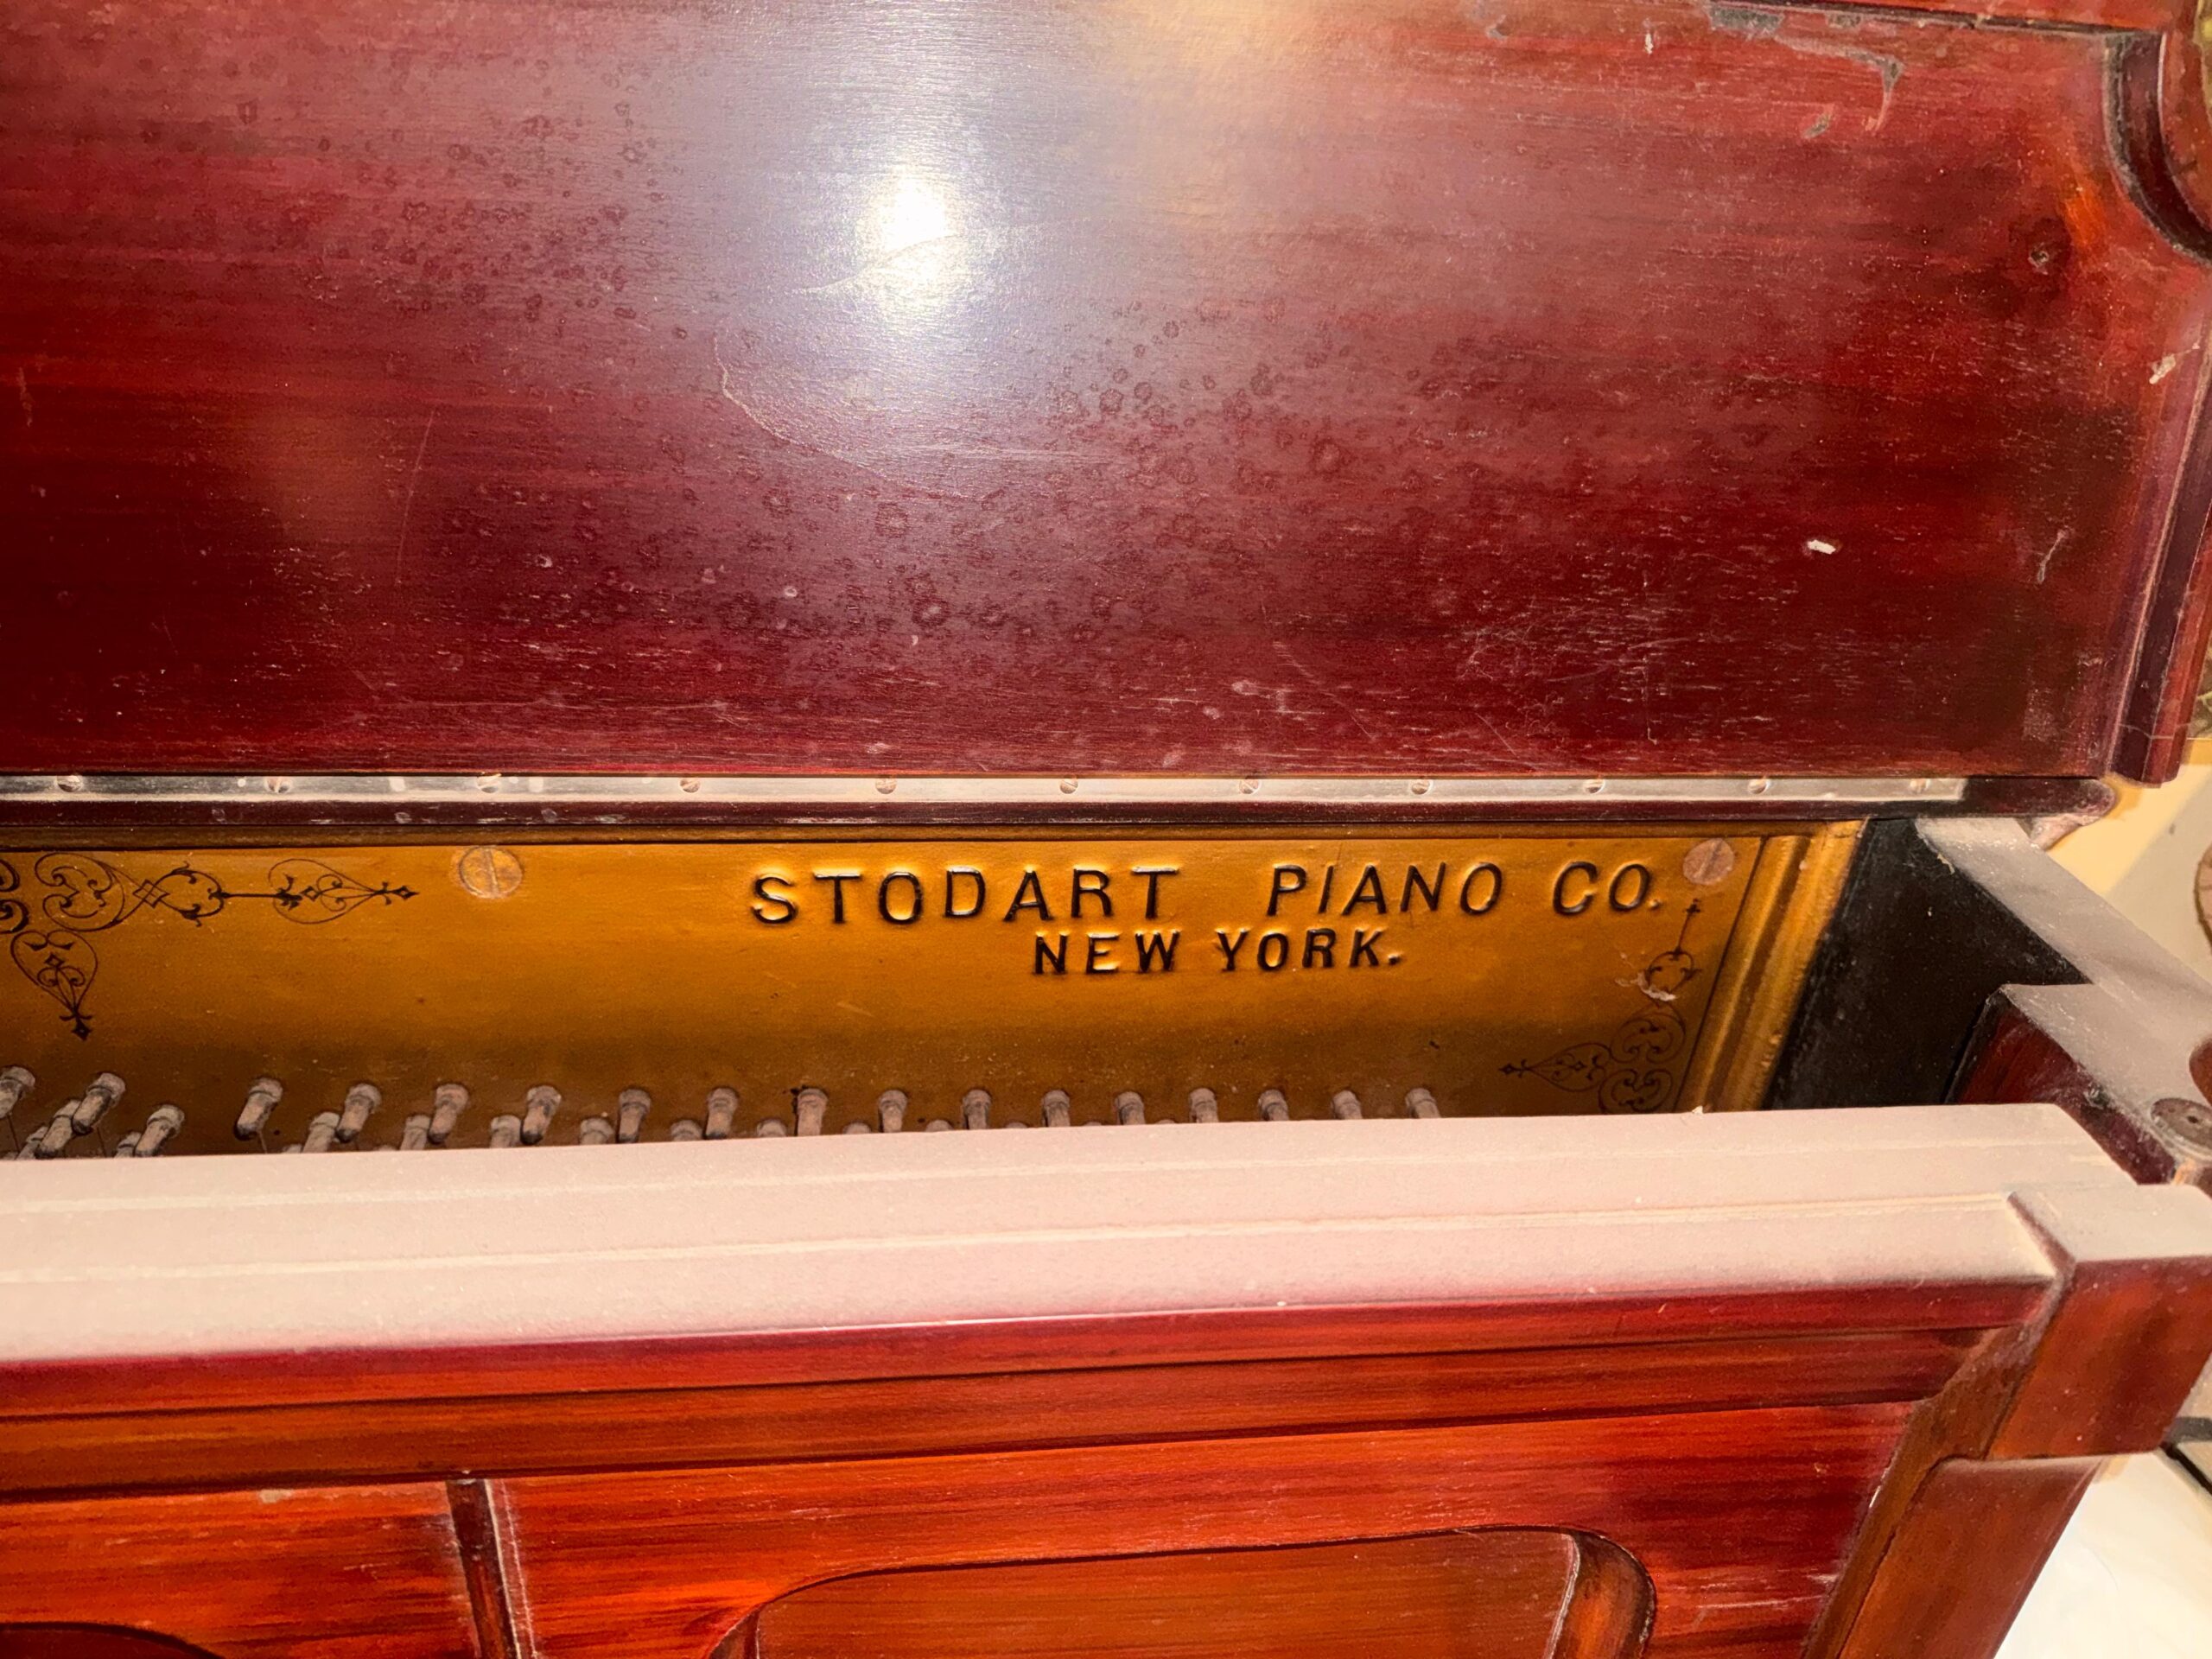 STODART PIANO CO.
NEW YORK.